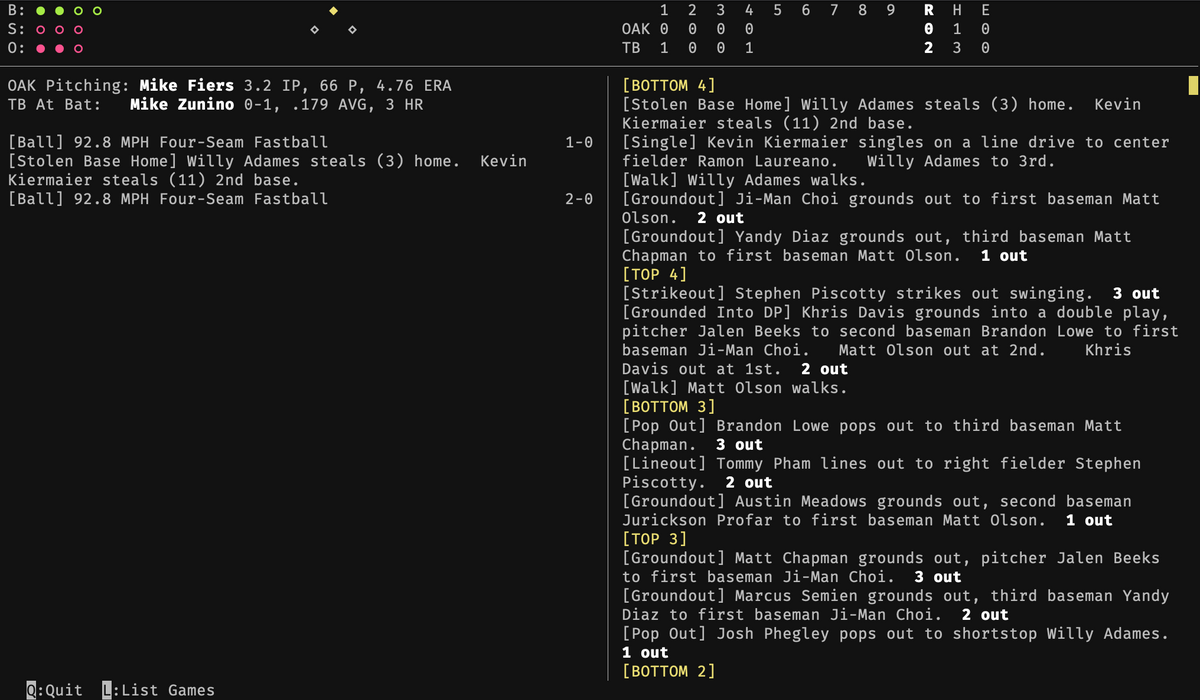 B:
S:
O:
1 2 3 4 5 6 7 8 9 R H E
OAK 0 0 0 0 0 1 0
TB 1 0 0 1 2 3 0
OAK Pitching: Mike Fiers 3.2 IP, 66 P, 4.76 ERA
TB At Bat: Mike Zunino 0-1, .179 AVG, 3 HR
[Ball] 92.8 MPH Four-Seam Fastball 1-0
[Stolen Base Home] Willy Adames steals (3) home. Kevin
Kiermaier steals (11) 2nd base.
[Ball] 92.8 MPH Four-Seam Fastball 2-0
[BOTTOM 4]
[Stolen Base Home] Willy Adames steals (3) home. Kevin
Kiermaier steals (11) 2nd base.
[Single] Kevin Kiermaier singles on a line drive to center
fielder Ramon Laureano. Willy Adames to 3rd.
[Walk] Willy Adames walks.
[Groundout] Ji-Man Choi grounds out to first baseman Matt
Olson. 2 out
[Groundout] Yandy Diaz grounds out, third baseman Matt
Chapman to first baseman Matt Olson. 1 out
[TOP 4]
[Strikeout] Stephen Piscotty strikes out swinging. 3 out
[Grounded Into DP] Khris Davis grounds into a double play,
pitcher Jalen Beeks to second baseman Brandon Lowe to first
baseman Ji-Man Choi. Matt Olson out at 2nd. Khris
Davis out at 1st. 2 out
[Walk] Matt Olson walks.
[BOTTOM 3]
[Pop Out] Brandon Lowe pops out to third baseman Matt
Chapman. 3 out
[Lineout] Tommy Pham lines out to right fielder Stephen
Piscotty. 2 out
[Groundout] Austin Meadows grounds out, second baseman
Jurickson Profar to first baseman Matt Olson. 1 out
[TOP 3]
[Groundout] Matt Chapman grounds out, pitcher Jalen Beeks
to first baseman Ji-Man Choi. 3 out
[Groundout] Marcus Semien grounds out, third baseman Yandy
Diaz to first baseman Ji-Man Choi. 2 out
[Pop Out] Josh Phegley pops out to shortstop Willy Adames.
1 out
[BOTTOM 2]
Q:Quit L:List Games